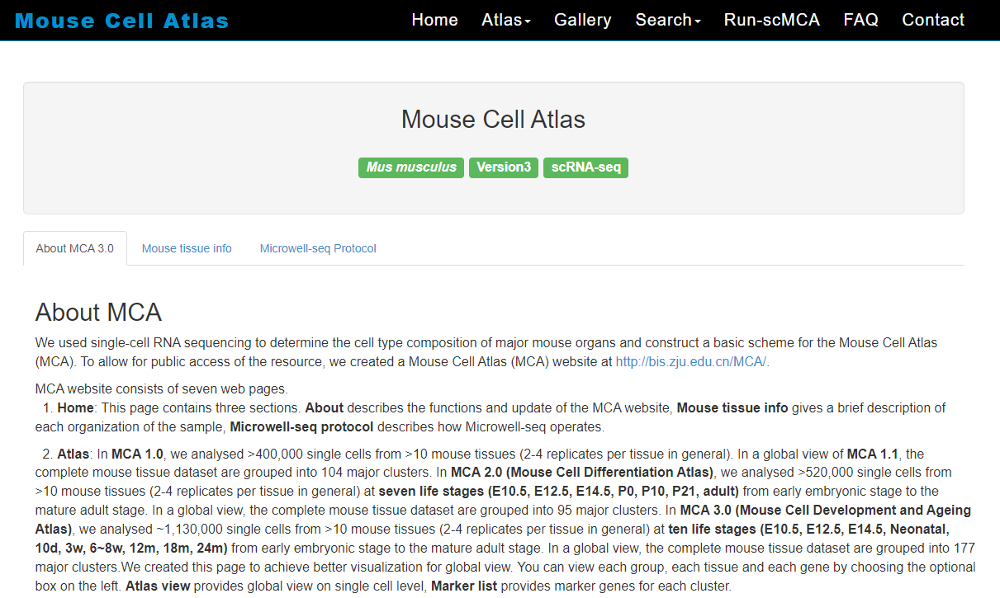 Mouse Cell Atlas
Home Atlas Gallery Search Run-scMCA FAQ Contact
Mouse Cell Atlas
Mus musculus Version3 scRNA-seq
About MCA 3.0 Mouse tissue info Microwell-seq Protocol
About MCA
We used single-cell RNA sequencing to determine the cell type composition of major mouse organs and construct a basic scheme for the Mouse Cell Atlas
(MCA). To allow for public access of the resource, we created a Mouse Cell Atlas (MCA) website at http://bis.zju.edu.cn/MCA/.
MCA website consists of seven web pages.
1. Home: This page contains three sections. About describes the functions and update of the MCA website, Mouse tissue info gives a brief description of
each organization of the sample, Microwell-seq protocol describes how Microwell-seq operates.
2. Atlas: In MCA 1.0, we analysed >400,000 single cells from >10 mouse tissues (2-4 replicates per tissue in general). In a global view of MCA 1.1, the
complete mouse tissue dataset are grouped into 104 major clusters. In MCA 2.0 (Mouse Cell Differentiation Atlas), we analysed >520,000 single cells from
>10 mouse tissues (2-4 replicates per tissue in general) at seven life stages (E10.5, E12.5, E14.5, P0, P10, P21, adult) from early embryonic stage to the
mature adult stage. In a global view, the complete mouse tissue dataset are grouped into 95 major clusters. In MCA 3.0 (Mouse Cell Development and Ageing
Atlas), we analysed ~1,130,000 single cells from >10 mouse tissues (2-4 replicates per tissue in general) at ten life stages (E10.5, E12.5, E14.5, Neonatal,
10d, 3w, 6~8w, 12m, 18m, 24m) from early embryonic stage to the mature adult stage. In a global view, the complete mouse tissue dataset are grouped into 177
major clusters.We created this page to achieve better visualization for global view. You can view each group, each tissue and each gene by choosing the optional
box on the left. Atlas view provides global view on single cell level, Marker list provides marker genes for each cluster.